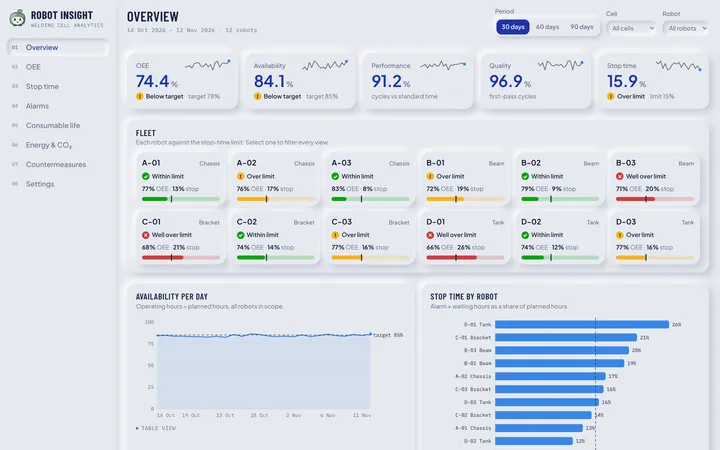 ROBOT INSIGHT
WELDING CELL ANALYTICS
01 Overview
02 OEE
03 Stop time
04 Alarms
05 Consumable life
06 Energy & CO₂
07 Countermeasures
08 Settings
OVERVIEW
14 Oct 2026 – 12 Nov 2026 · 12 robots
Period
30 days 60 days 90 days
Cell
All cells
Robot
All robots
OEE
74.4%
! Below target target 78%
Availability
84.1%
! Below target target 85%
Performance
91.2%
cycles vs standard time
Quality
96.9%
first-pass cycles
Stop time
15.9%
! Over limit limit 15%
FLEET
Each robot against the stop-time limit. Select one to filter every view.
A-01 Chassis
Within limit
77% OEE · 13% stop
A-02 Chassis
! Over limit
76% OEE · 17% stop
A-03 Chassis
Within limit
83% OEE · 8% stop
B-01 Beam
! Over limit
72% OEE · 19% stop
B-02 Beam
Within limit
79% OEE · 9% stop
B-03 Beam
Well over limit
71% OEE · 20% stop
C-01 Bracket
Well over limit
68% OEE · 21% stop
C-02 Bracket
Within limit
74% OEE · 14% stop
C-03 Bracket
! Over limit
77% OEE · 16% stop
D-01 Tank
Well over limit
66% OEE · 26% stop
D-02 Tank
Within limit
74% OEE · 12% stop
D-03 Tank
! Over limit
77% OEE · 16% stop
AVAILABILITY PER DAY
Operating hours ÷ planned hours, all robots in scope.
100
75
50
25
0
target 85%
14 Oct 19 Oct 23 Oct 28 Oct 2 Nov 6 Nov 11 Nov
▶ TABLE VIEW
STOP TIME BY ROBOT
Alarm + waiting hours as a share of planned hours.
D-01 Tank 26%
C-01 Bracket 21%
B-03 Beam 20%
B-01 Beam 19%
A-02 Chassis 17%
C-03 Bracket 16%
D-03 Tank 16%
C-02 Bracket 14%
A-01 Chassis 13%
D-02 Tank 12%